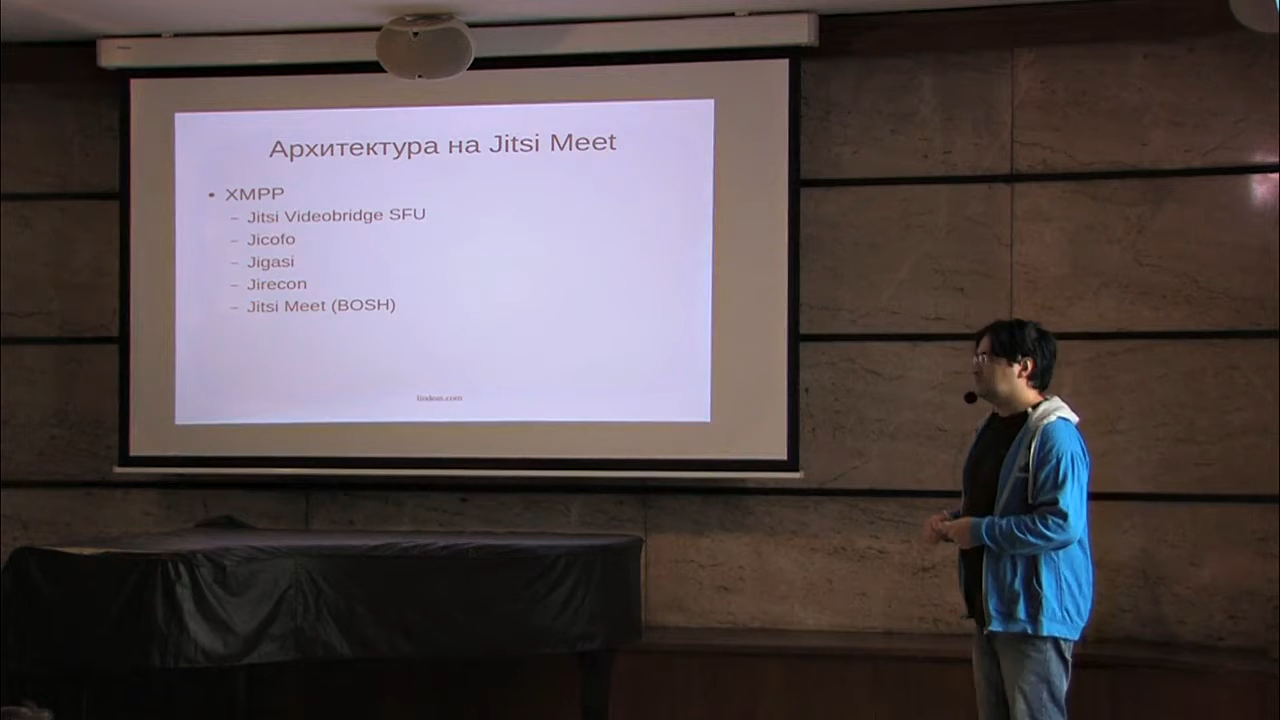 Архитектура на Jitsi Meet
• XMPP
– Jitsi Videobridge SFU
– Jicofo
– Jigasi
– Jirecon
– Jitsi Meet (BOSH)